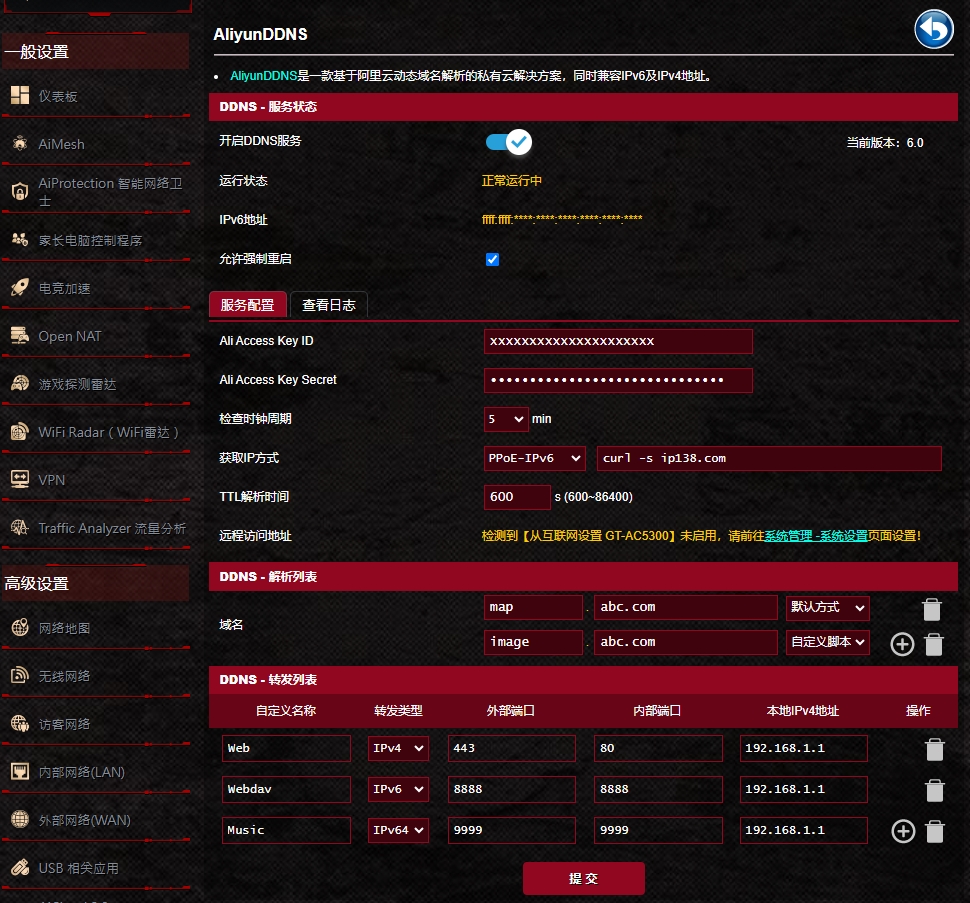 一般设置
仪表板
AiMesh
AiProtection 智能网络卫
士
家长电脑控制程序
电竞加速
Open NAT
游戏探测雷达
WiFi Radar ( WiFi雷达 )
VPN
Traffic Analyzer 流量分析
高级设置
网络地图
无线网络
访客网络
内部网络(LAN)
外部网络(WAN)
USB 相关应用
AliyunDDNS
• AliyunDDNS是一款基于阿里云动态域名解析的私有云解决方案，同时兼容IPv6及IPv4地址。
DDNS - 服务状态
开启DDNS服务 当前版本：6.0
运行状态 正常运行中
IPv6地址 ffff:ffff:****:****:****:****:****:****
允许强制重启
服务配置 查看日志
Ali Access Key ID xxxxxxxxxxxxxxxxxxxxx
Ali Access Key Secret ••••••••••••••••••••••••••••••
检查时钟周期 5 min
获取IP方式 PPoE-IPv6 curl -s ip138.com
TTL解析时间 600 s (600~86400)
远程访问地址 检测到【从互联网设置 GT-AC5300】未启用，请前往系统管理 -系统设置页面设置！
DDNS - 解析列表
域名
map . abc.com 默认方式
image . abc.com 自定义脚本
DDNS - 转发列表
自定义名称 转发类型 外部端口 内部端口 本地IPv4地址 操作
Web IPv4 443 80 192.168.1.1
Webdav IPv6 8888 8888 192.168.1.1
Music IPv64 9999 9999 192.168.1.1
提 交